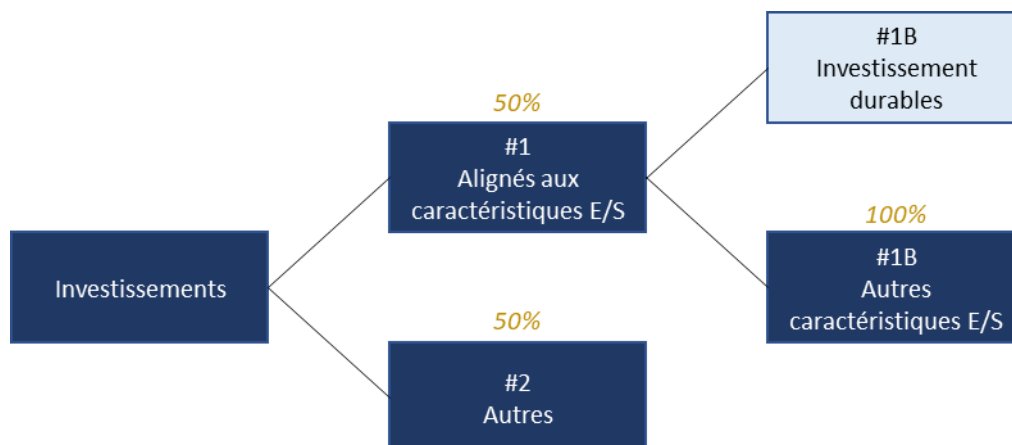 #1B
Investissement
durables
50%
#1
Alignés aux
caractéristiques E/S
100%
#1B
Autres
caractéristiques E/S
Investissements
50%
#2
Autres